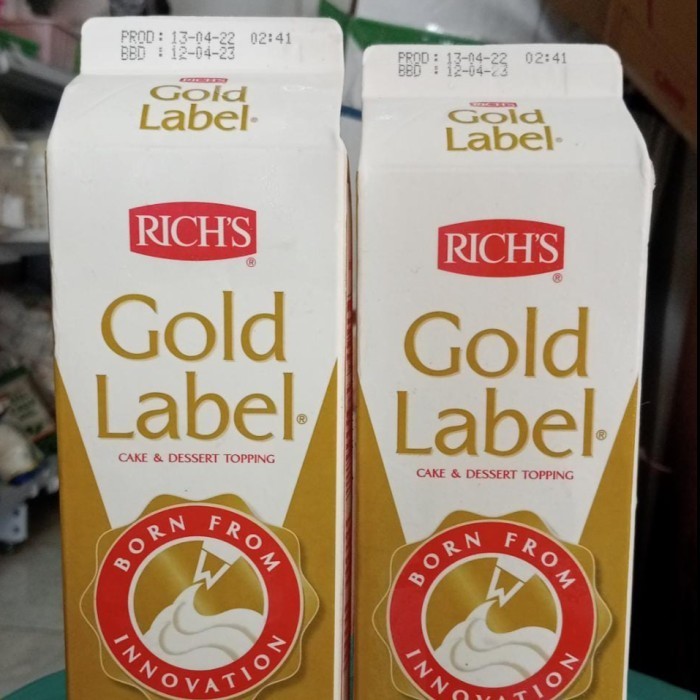 PROD: 13-04-22 02:41
BBD : 12-04-23
RICH'S
Gold
Label®
RICH'S®
Gold
Label®
CAKE & DESSERT TOPPING
BORN FROM
INNOVATION
PROD: 13-04-22 02:41
BBD : 12-04-23
RICH'S
Gold
Label®
RICH'S®
Gold
Label®
CAKE & DESSERT TOPPING
BORN FROM
INNOVATION